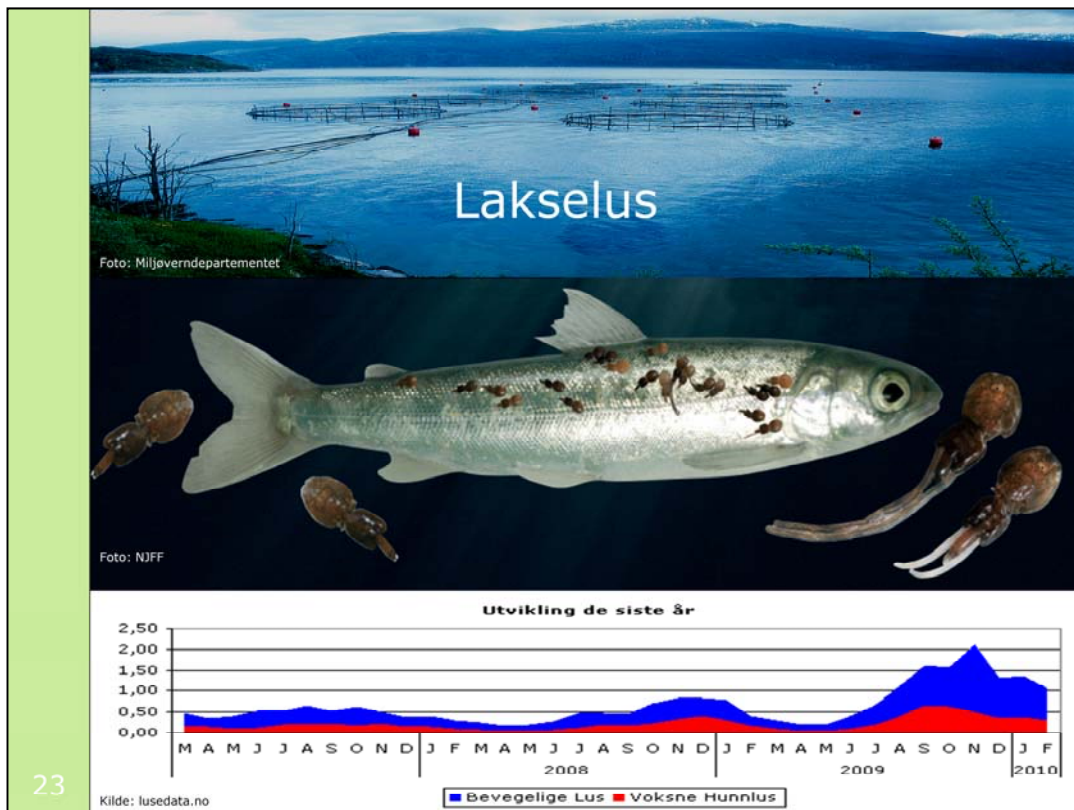 Lakselus
Foto: Miljøverndepartementet
Foto: NJFF
Utvikling de siste år
2,50
2,00
1,50
1,00
0,50
0,00
M A M J J A S O N D J F M A M J J A S O N D J F M A M J J A S O N D J F
2008 2009 2010
Bevegelige Lus Voksne Hunnlus
23
Kilde: lusedata.no